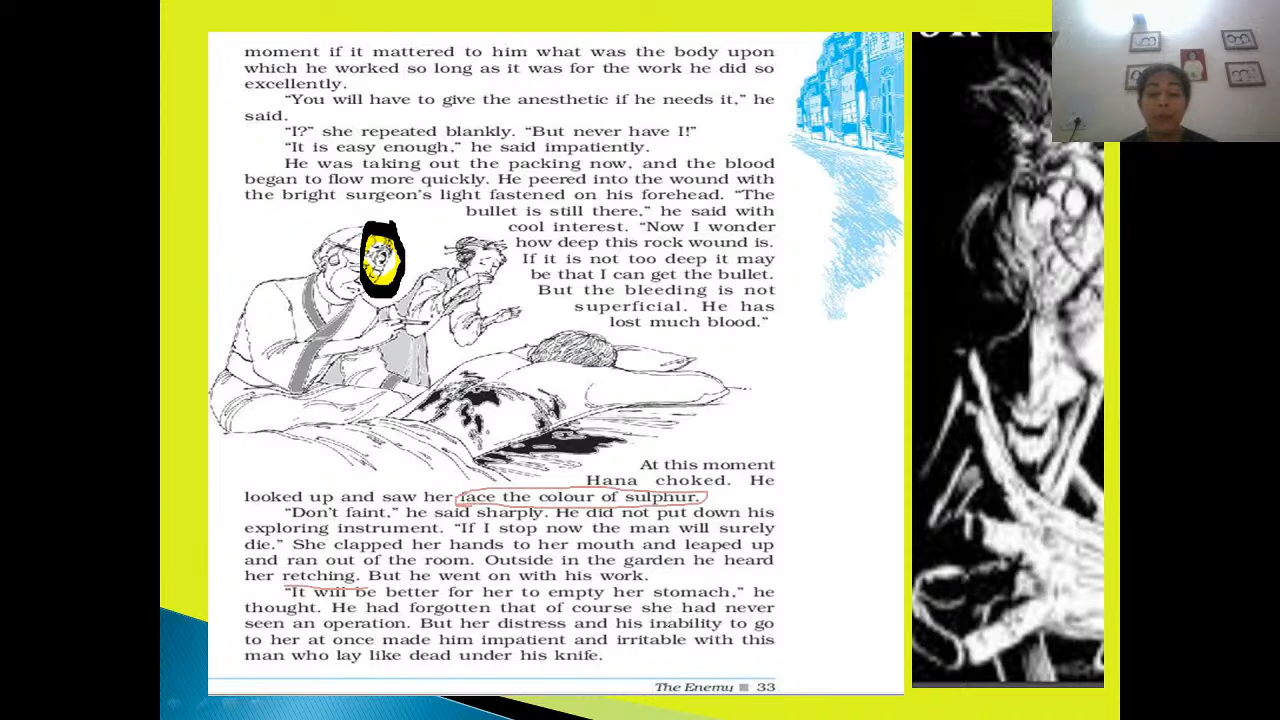 moment if it mattered to him what was the body upon
which he worked so long as it was for the work he did so
excellently.
“You will have to give the anesthetic if he needs it,” he
said.
“I?” she repeated blankly. “But never have I!”
“It is easy enough,” he said impatiently.
He was taking out the packing now, and the blood
began to flow more quickly. He peered into the wound with
the bright surgeon’s light fastened on his forehead. “The
bullet is still there,” he said with
cool interest. “Now I wonder
how deep this rock wound is.
If it is not too deep it may
be that I can get the bullet.
But the bleeding is not
superficial. He has
lost much blood.”
At this moment
Hana choked. He
looked up and saw her face the colour of sulphur.
“Don’t faint,” he said sharply. He did not put down his
exploring instrument. “If I stop now the man will surely
die.” She clapped her hands to her mouth and leaped up
and ran out of the room. Outside in the garden he heard
her retching. But he went on with his work.
“It will be better for her to empty her stomach,” he
thought. He had forgotten that of course she had never
seen an operation. But her distress and his inability to go
to her at once made him impatient and irritable with this
man who lay like dead under his knife.
The Enemy 33